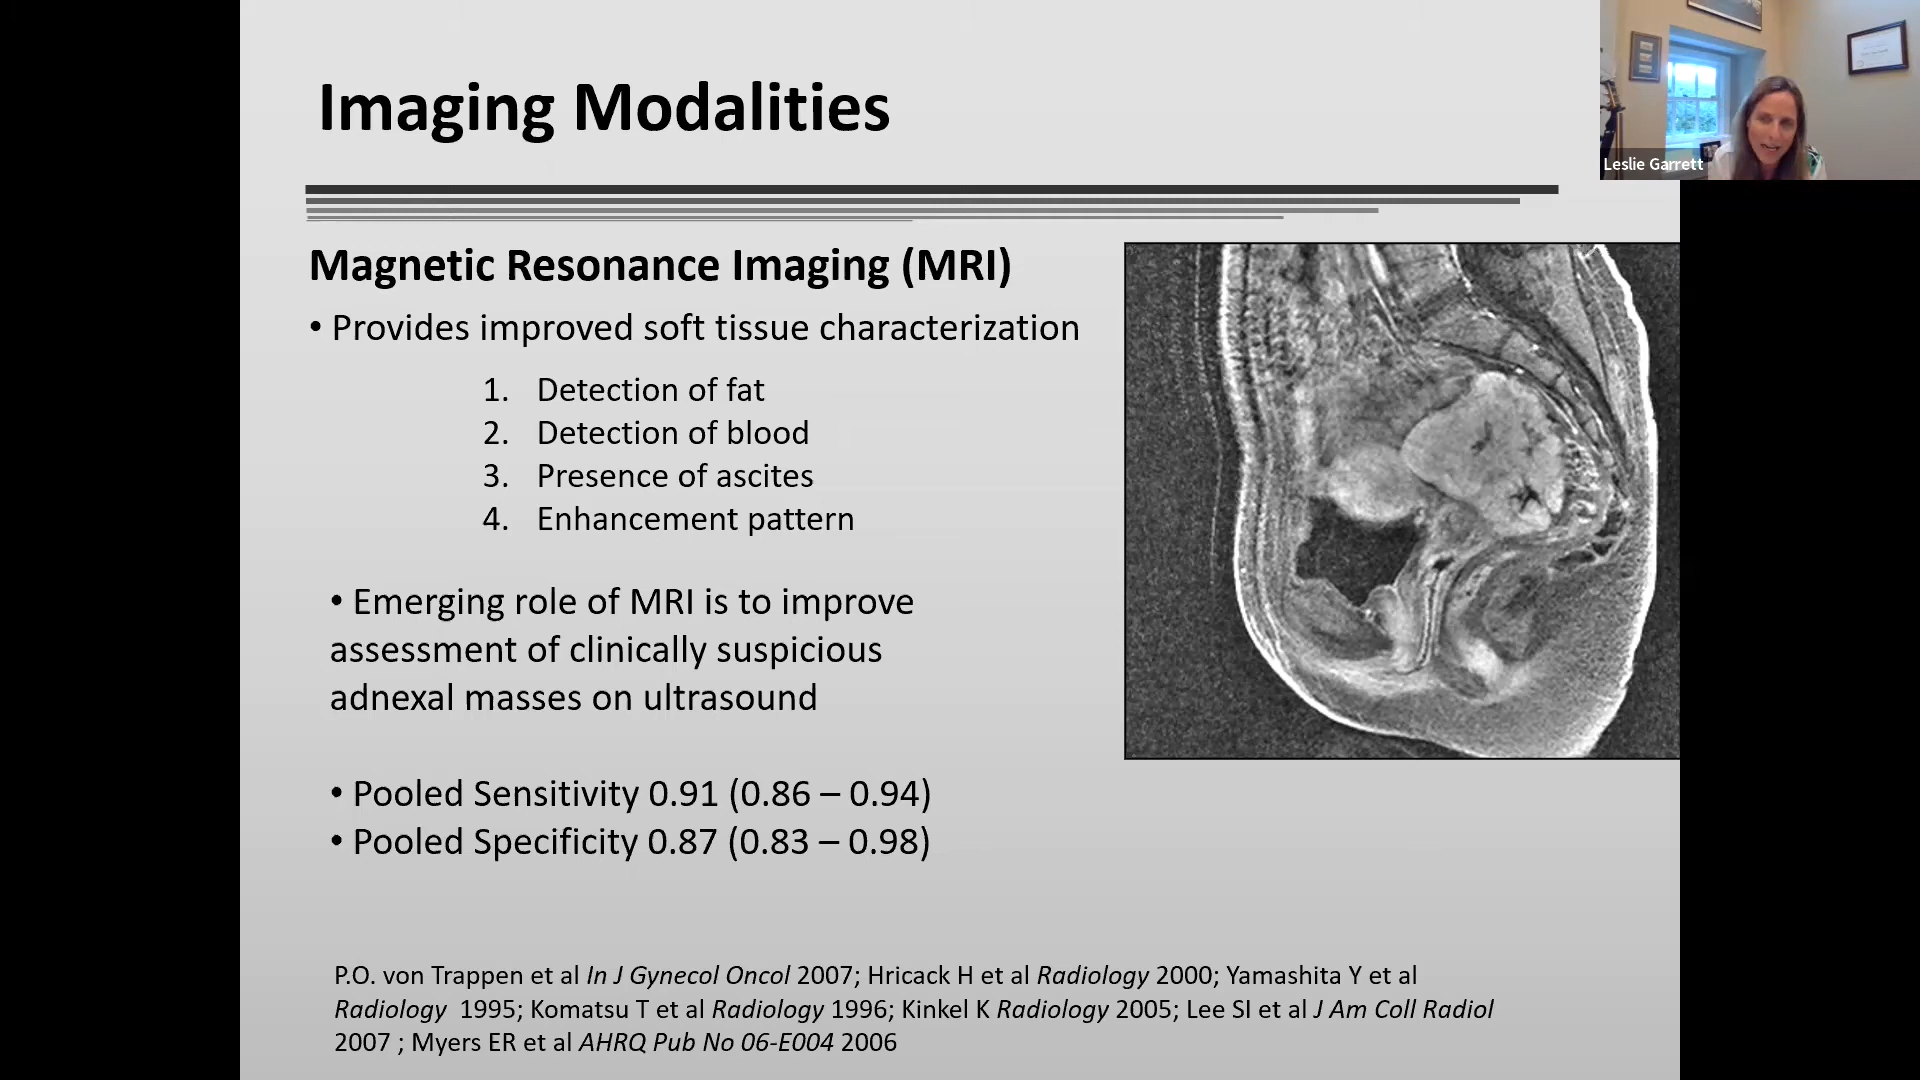 Imaging Modalities
Leslie Garrett
Magnetic Resonance Imaging (MRI)
• Provides improved soft tissue characterization
1. Detection of fat
2. Detection of blood
3. Presence of ascites
4. Enhancement pattern
• Emerging role of MRI is to improve
assessment of clinically suspicious
adnexal masses on ultrasound
• Pooled Sensitivity 0.91 (0.86 – 0.94)
• Pooled Specificity 0.87 (0.83 – 0.98)
P.O. von Trappen et al In J Gynecol Oncol 2007; Hricack H et al Radiology 2000; Yamashita Y et al
Radiology 1995; Komatsu T et al Radiology 1996; Kinkel K Radiology 2005; Lee SI et al J Am Coll Radiol
2007 ; Myers ER et al AHRQ Pub No 06-E004 2006